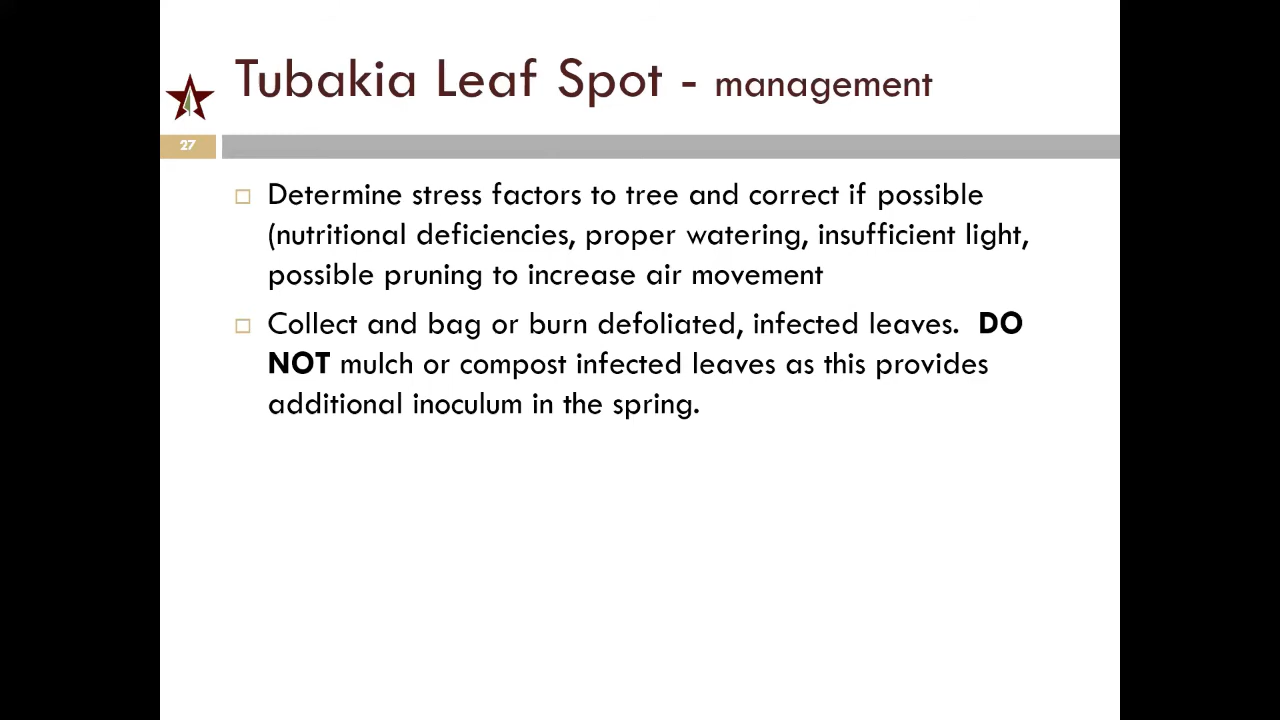 Tubakia Leaf Spot - management
27
Determine stress factors to tree and correct if possible
(nutritional deficiencies, proper watering, insufficient light,
possible pruning to increase air movement
Collect and bag or burn defoliated, infected leaves. DO
NOT mulch or compost infected leaves as this provides
additional inoculum in the spring.